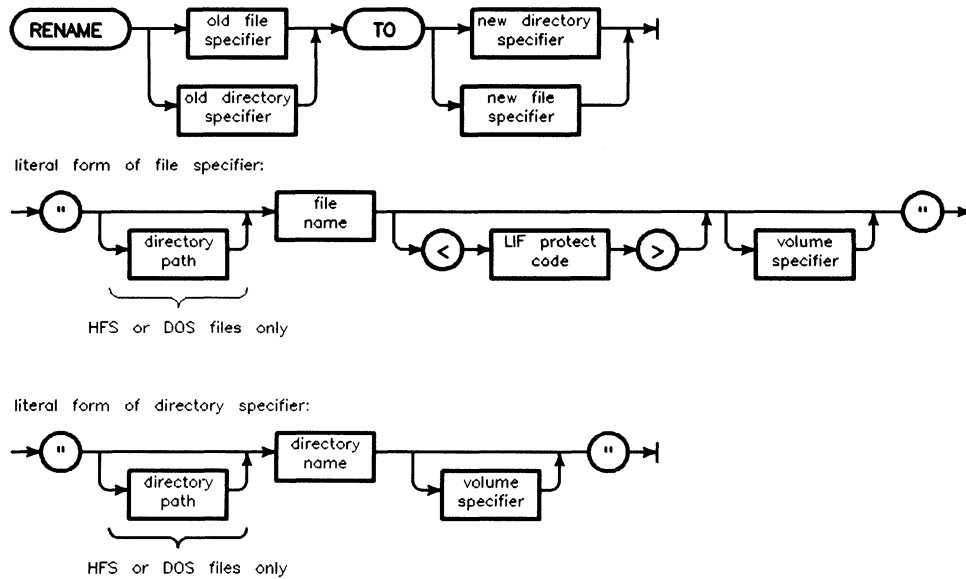 RENAME
old file
specifier
TO
new directory
specifier
old directory
specifier
new file
specifier
literal form of file specifier:
"
directory
path
file
name
<
LIF protect
code
>
volume
specifier
"
HFS or DOS files only
literal form of directory specifier:
"
directory
path
directory
name
volume
specifier
"
HFS or DOS files only